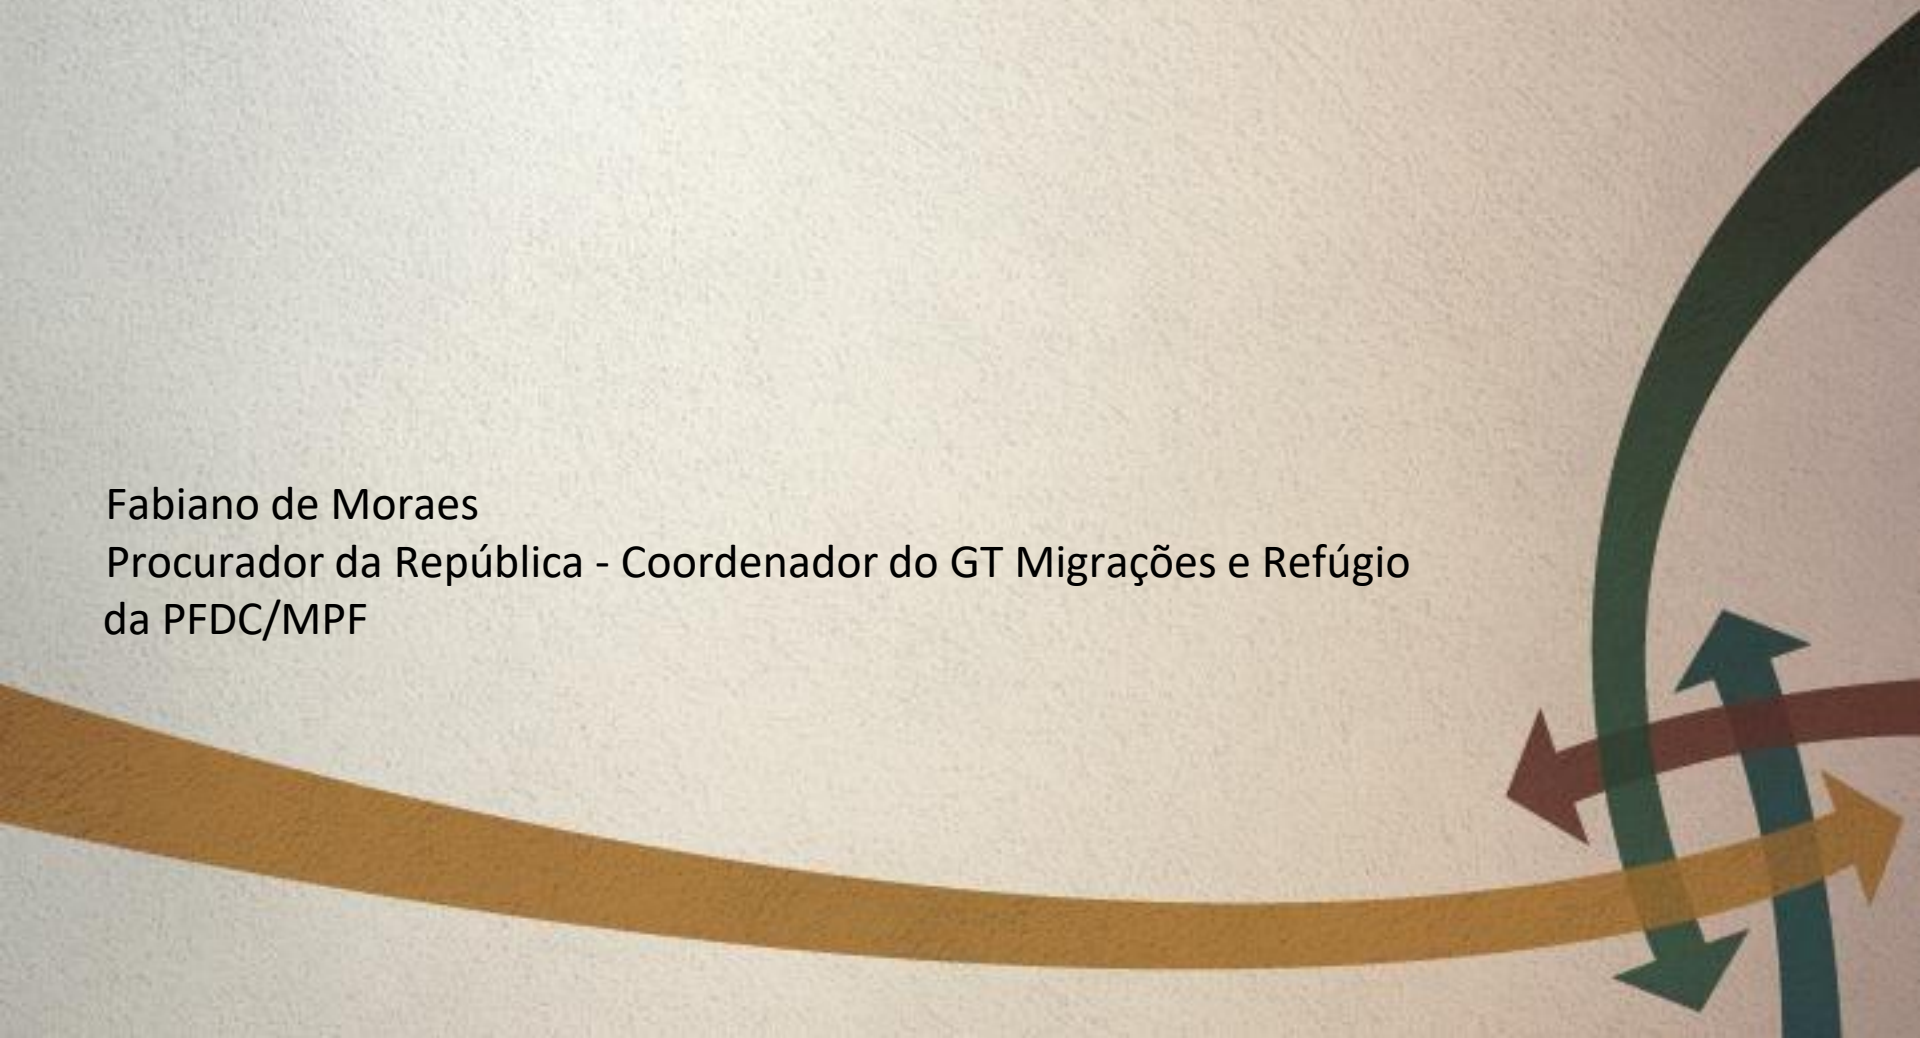 Fabiano de Moraes
Procurador da República - Coordenador do GT Migrações e Refúgio
da PFDC/MPF